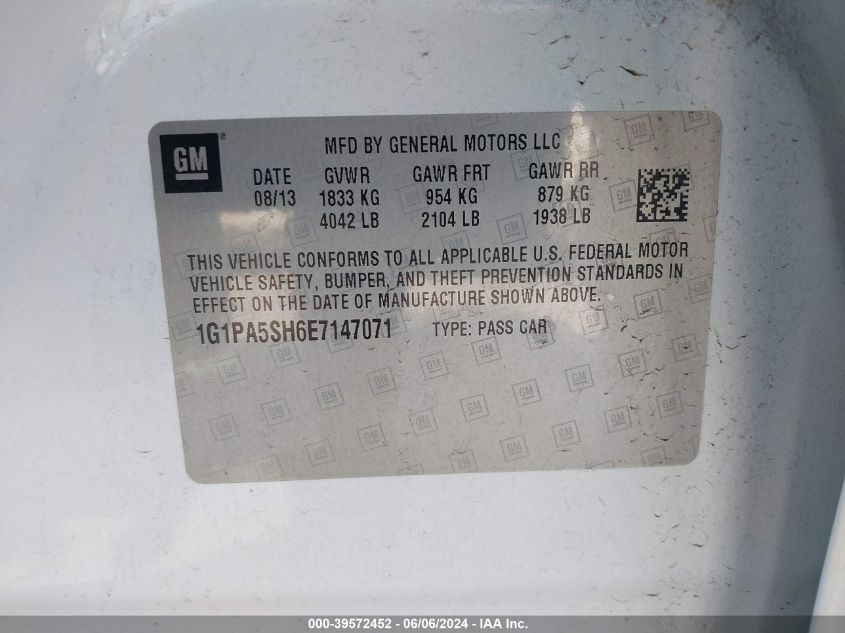 GM ®
MFD BY GENERAL MOTORS LLC
DATE GVWR GAWR FRT GAWR RR
08/13 1833 KG 954 KG 879 KG
4042 LB 2104 LB 1938 LB
THIS VEHICLE CONFORMS TO ALL APPLICABLE U.S. FEDERAL MOTOR
VEHICLE SAFETY, BUMPER, AND THEFT PREVENTION STANDARDS IN
EFFECT ON THE DATE OF MANUFACTURE SHOWN ABOVE.
1G1PA5SH6E7147071 TYPE: PASS CAR
000-39572452 - 06/06/2024 - IAA Inc.